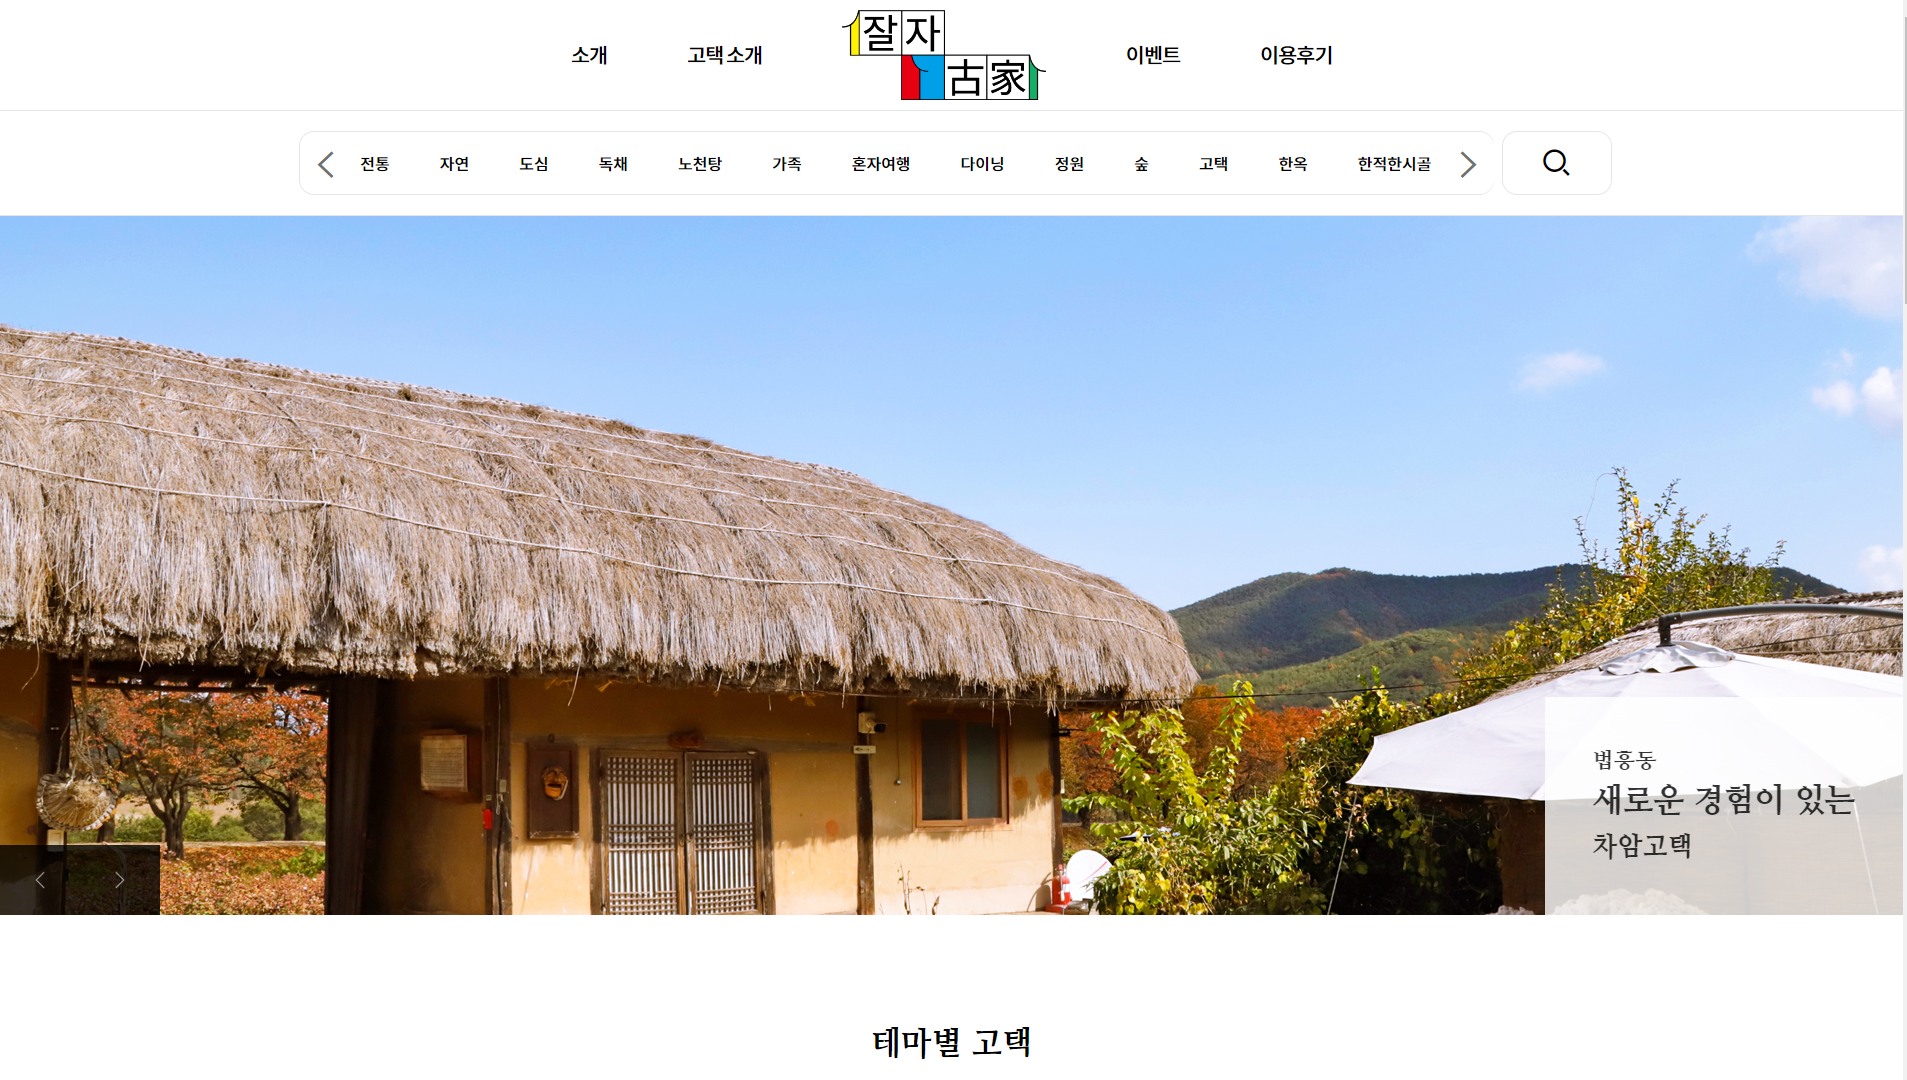 소개
고택 소개
잘자
古家
이벤트
이용후기
전통
자연
도심
독채
노천탕
가족
혼자여행
다이닝
정원
숲
고택
한옥
한적한시골
법흥동
새로운 경험이 있는
차암고택
테마별 고택